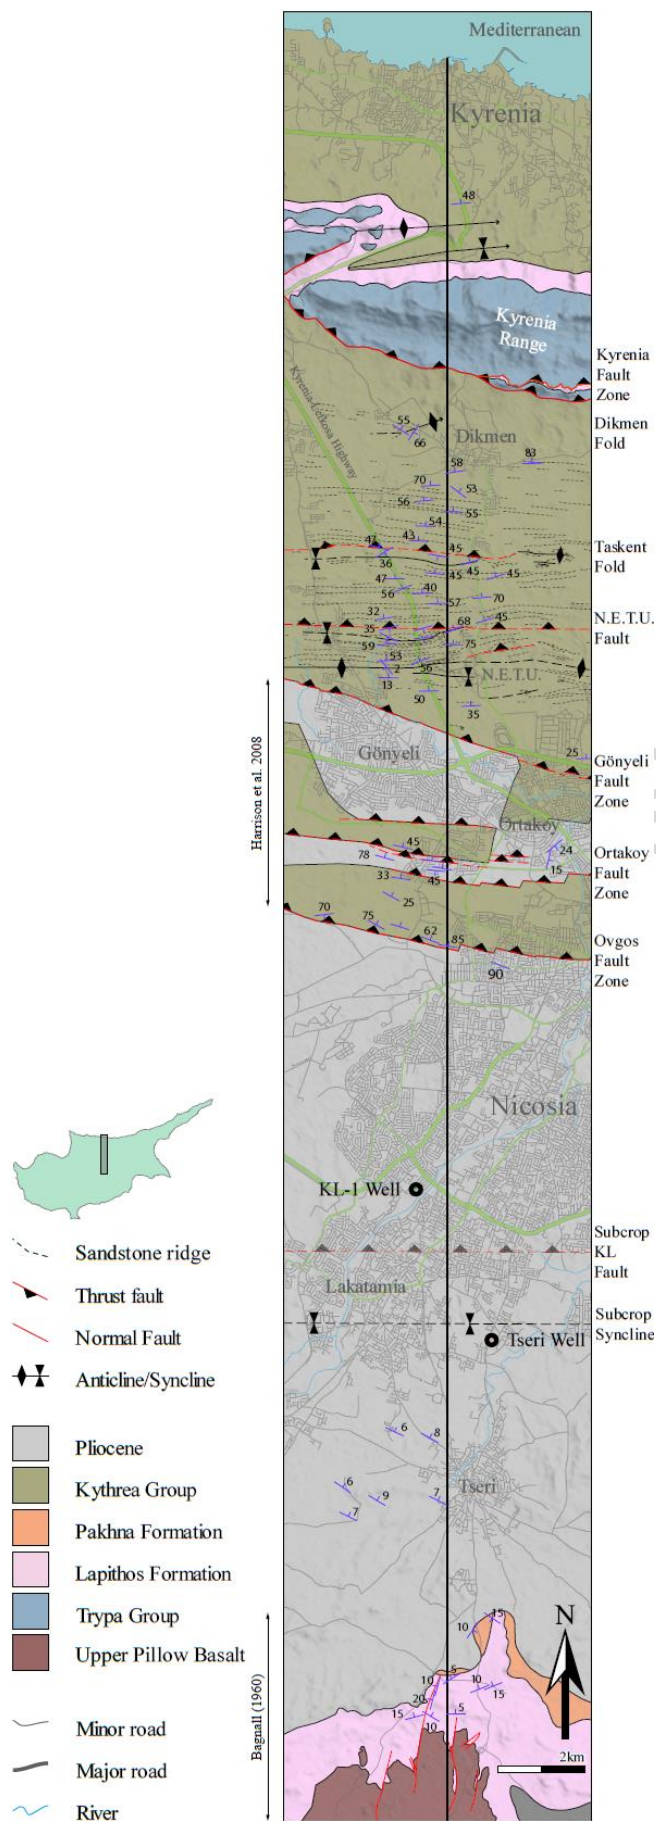 Mediterranean
Kyrenia
48
Kyrenia
Range
Kyrenia
Fault
Zone
Kyrenia-Lefkosa Highway
55
66
Dikmen
Dikmen
Fold
83
58
70
53
56
55
54
43
47
45
36
45
Taskent
Fold
47
45
45
56
40
57
70
32
45
N.E.T.U.
Fault
35
68
59
75
53
2
56
N.E.T.U.
13
50
35
Harrison et al. 2008
Gönyeli
25
Gönyeli
Fault
Zone
Ortakoy
45
78
24
15
Ortakoy
Fault
Zone
33
45
25
70
75
62
85
Ovgos
Fault
Zone
90
Nicosia
KL-1 Well
Subcrop
KL
Fault
Lakatamia
Subcrop
Syncline
Tseri Well
6
8
6
9
7
7
Tseri
Sandstone ridge
Thrust fault
Normal Fault
Anticline/Syncline
Pliocene
Kythrea Group
Pakhna Formation
Lapithos Formation
Trypa Group
Upper Pillow Basalt
Minor road
Major road
River
Bagnall (1960)
15
10
N
5
10
10
15
20
15
10
5
2km